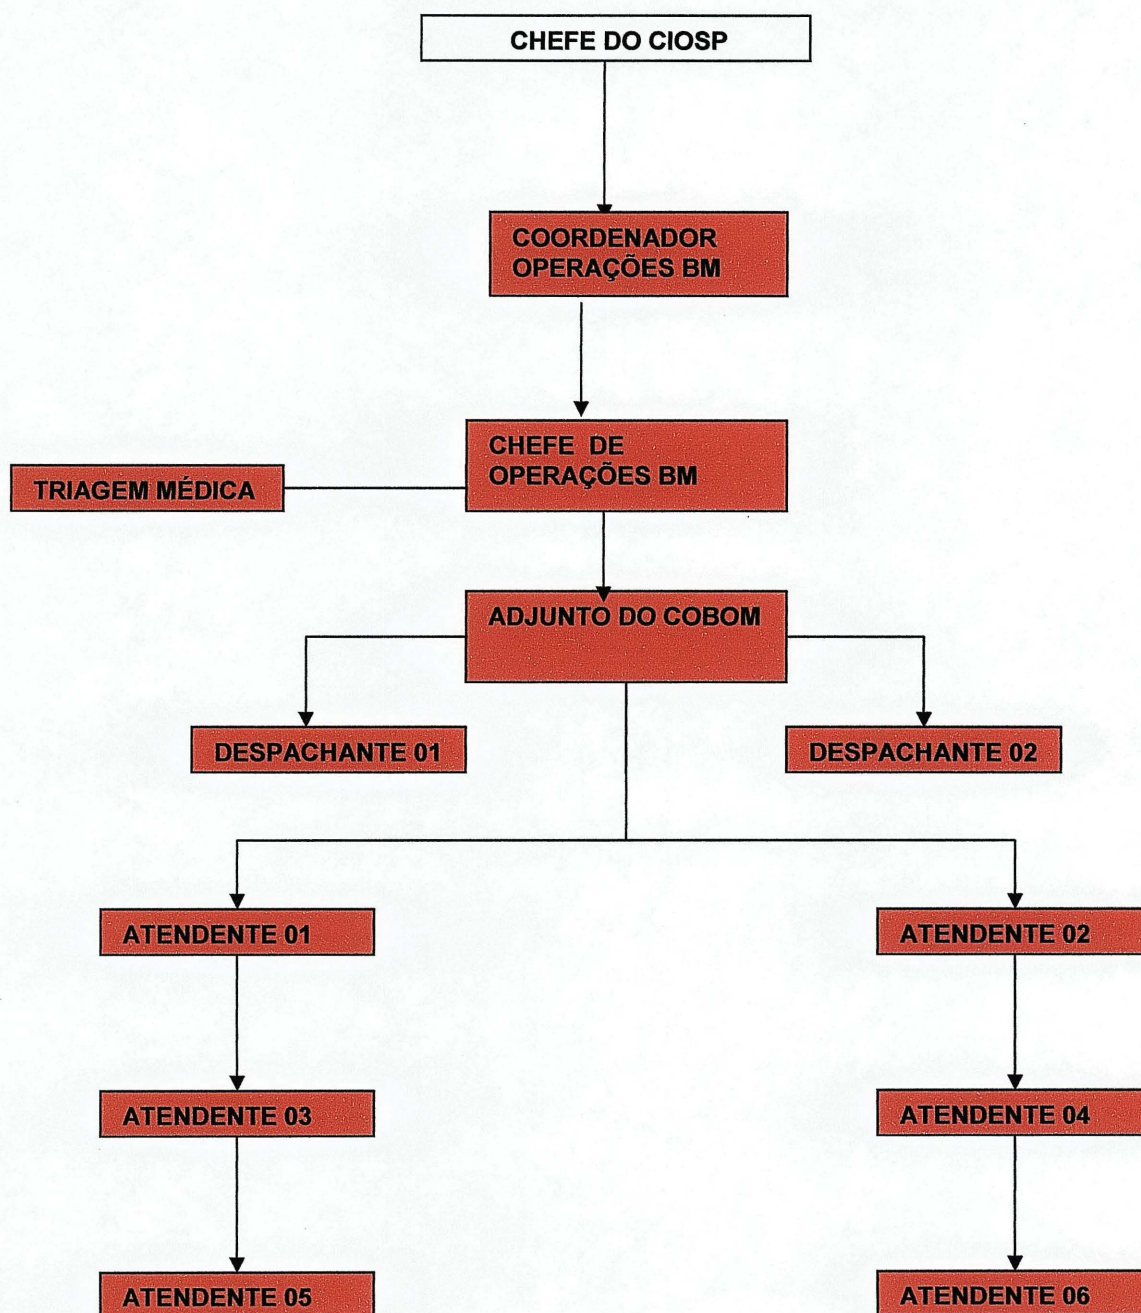 CHEFE DO CIOSP
COORDENADOR
OPERAÇÕES BM
CHEFE DE
OPERAÇÕES BM
TRIAGEM MÉDICA
ADJUNTO DO COBOM
DESPACHANTE 01
DESPACHANTE 02
ATENDENTE 01
ATENDENTE 02
ATENDENTE 03
ATENDENTE 04
ATENDENTE 05
ATENDENTE 06